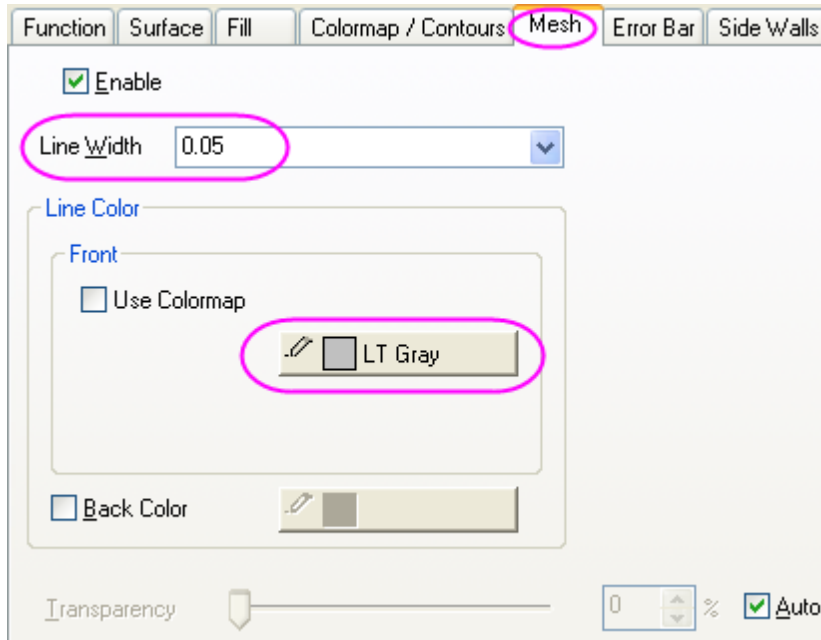 Function Surface Fill Colormap / Contours Mesh Error Bar Side Walls
Enable
Line Width 0.05
Line Color
Front
Use Colormap
LT Gray
Back Color
Transparency 0 % Auto